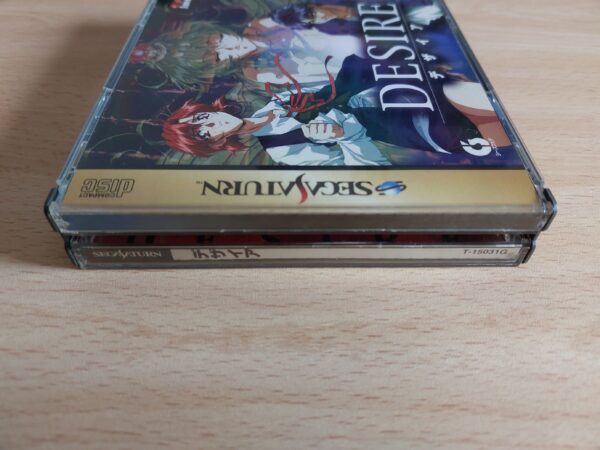 DESIRE
デザイア
SEGA SATURN
COMPACT
DISC
SEGA SATURN
デザイア
T-15031G